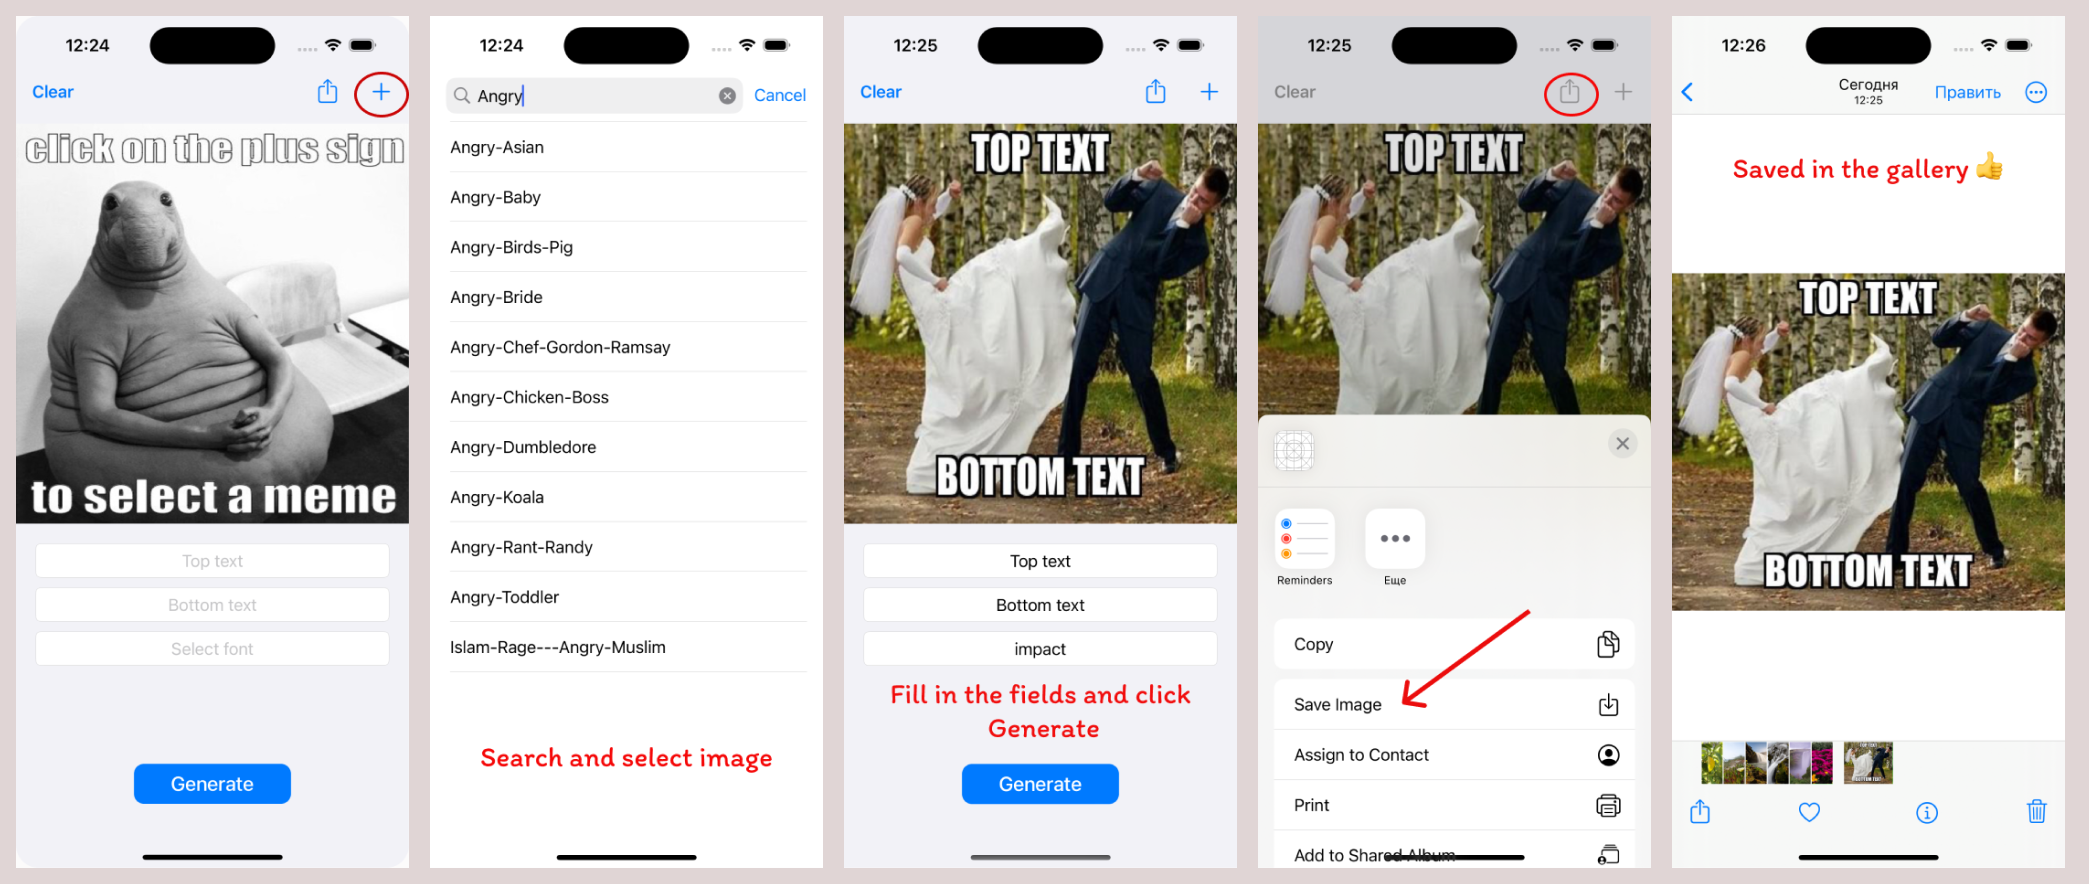 12:24
Clear
click on the plus sign
to select a meme
Top text
Bottom text
Select font
Generate
12:24
Angry
Cancel
Angry-Asian
Angry-Baby
Angry-Birds-Pig
Angry-Bride
Angry-Chef-Gordon-Ramsay
Angry-Chicken-Boss
Angry-Dumbledore
Angry-Koala
Angry-Rant-Randy
Angry-Toddler
Islam-Rage---Angry-Muslim
Search and select image
12:25
Clear
TOP TEXT
BOTTOM TEXT
Top text
Bottom text
impact
Fill in the fields and click
Generate
Generate
12:25
Clear
TOP TEXT
Reminders
Еще
Copy
Save Image
Assign to Contact
Print
Add to Shared Album
12:26
Сегодня
12:25
Править
Saved in the gallery 👍
TOP TEXT
BOTTOM TEXT
TOP TEXT
BOTTOM TEXT